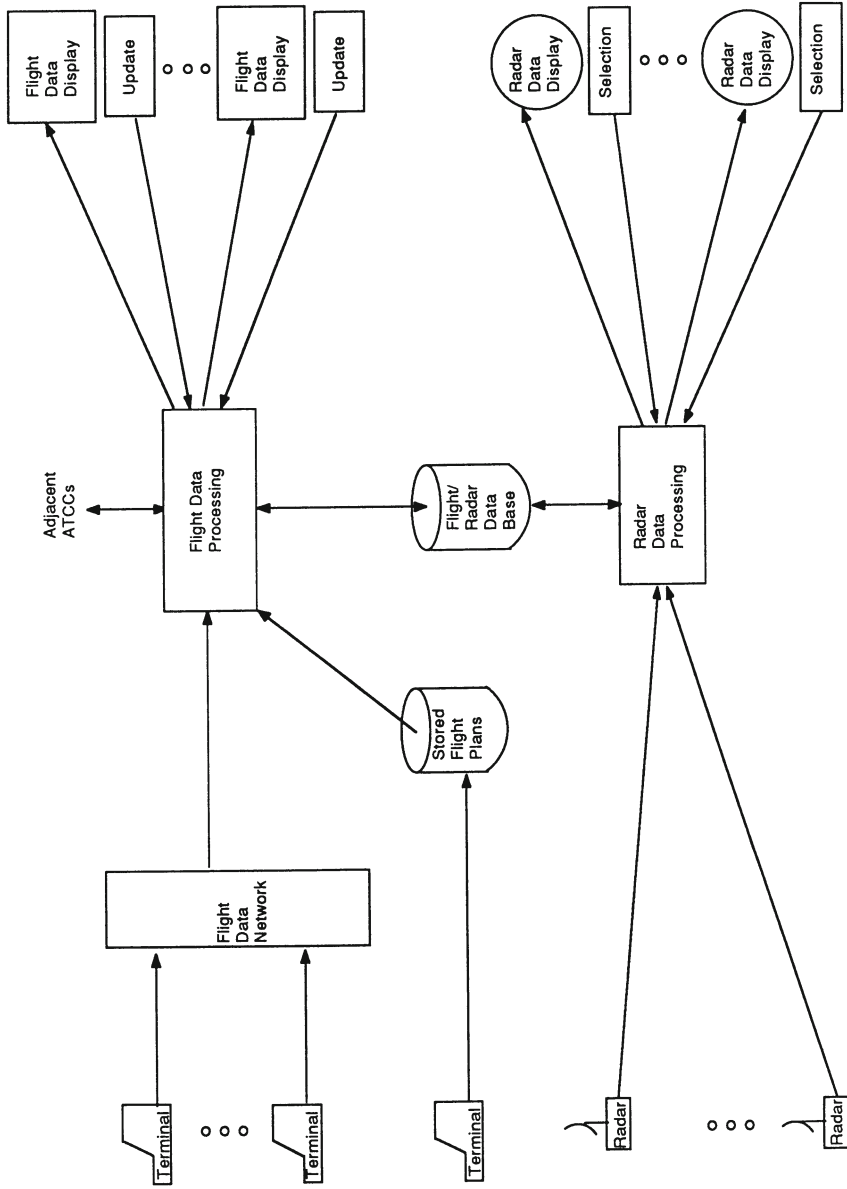 Terminal
Terminal
Terminal
Radar
Radar
Flight
Data
Network
Stored
Flight
Plans
Adjacent
ATCCs
Flight Data
Processing
Flight/
Radar
Data
Base
Radar
Data
Processing
Flight
Data
Display
Update
Flight
Data
Display
Update
Radar
Data
Display
Selection
Radar
Data
Display
Selection